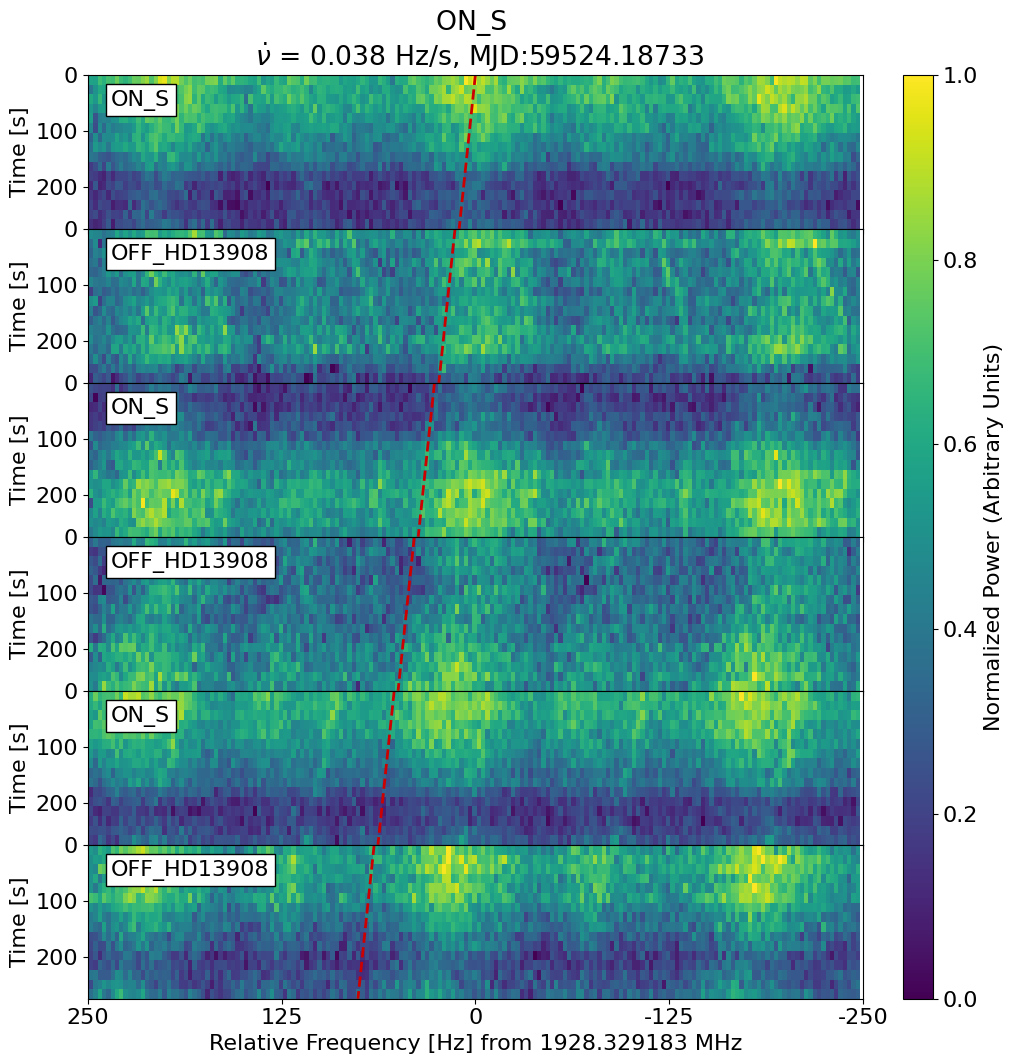 ON_S
ν̇ = 0.038 Hz/s, MJD:59524.18733
0
100
200
Time [s]
ON_S
0
100
200
Time [s]
OFF_HD13908
0
100
200
Time [s]
ON_S
0
100
200
Time [s]
OFF_HD13908
0
100
200
Time [s]
ON_S
0
100
200
Time [s]
OFF_HD13908
250 125 0 -125 -250
Relative Frequency [Hz] from 1928.329183 MHz
1.0
0.8
0.6
0.4
0.2
0.0
Normalized Power (Arbitrary Units)